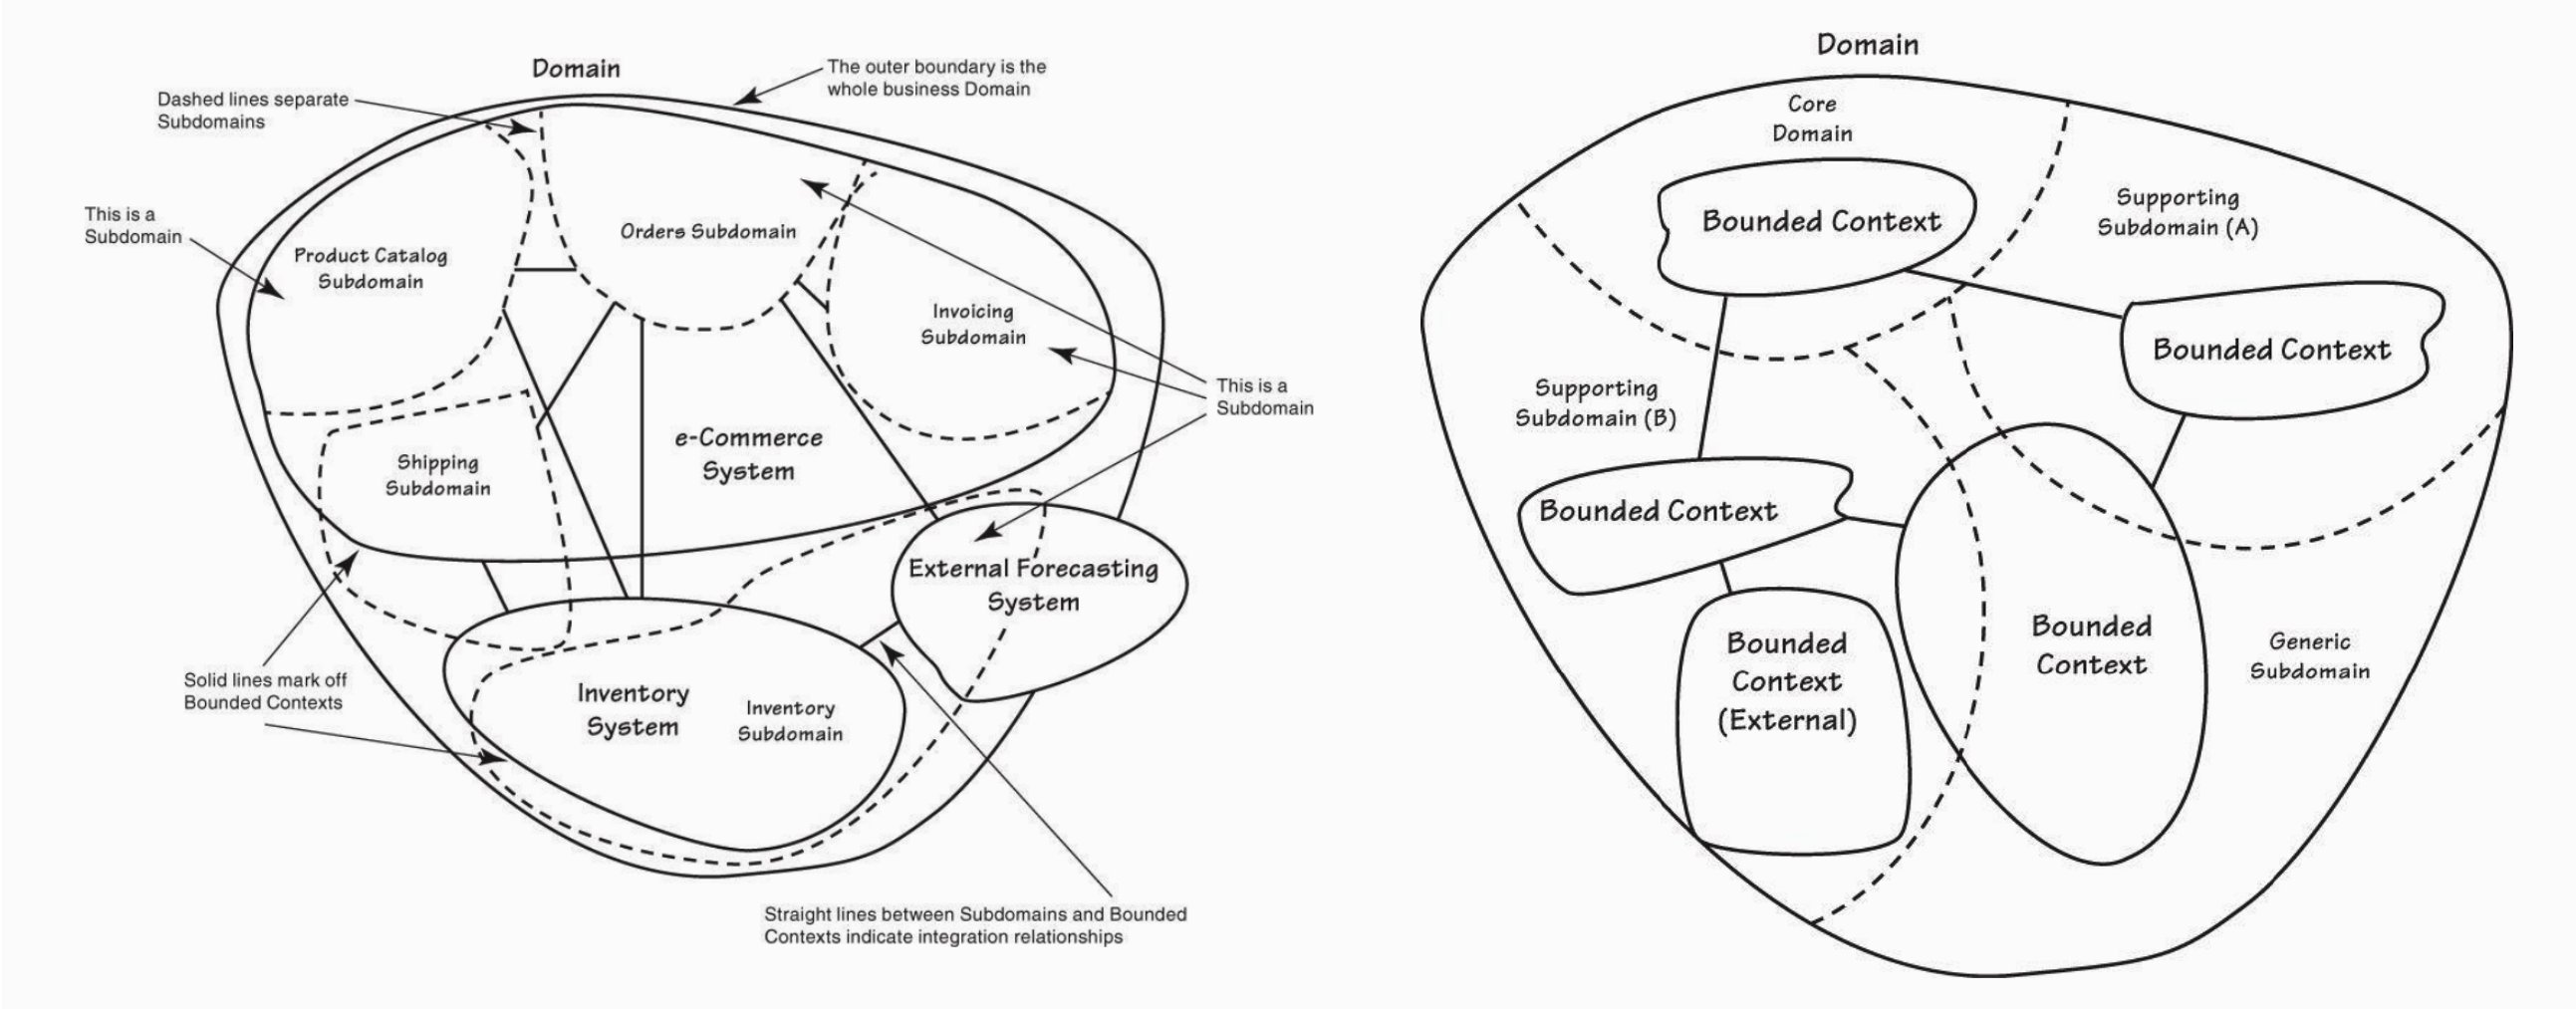 Domain
The outer boundary is the
whole business Domain
Dashed lines separate
Subdomains
This is a
Subdomain
Product Catalog
Subdomain
Orders Subdomain
Invoicing
Subdomain
This is a
Subdomain
e-Commerce
System
Shipping
Subdomain
External Forecasting
System
Solid lines mark off
Bounded Contexts
Inventory
System
Inventory
Subdomain
Straight lines between Subdomains and Bounded
Contexts indicate integration relationships
Domain
Core
Domain
Bounded Context
Supporting
Subdomain (A)
Bounded Context
Supporting
Subdomain (B)
Bounded Context
Bounded
Context
(External)
Bounded
Context
Generic
Subdomain